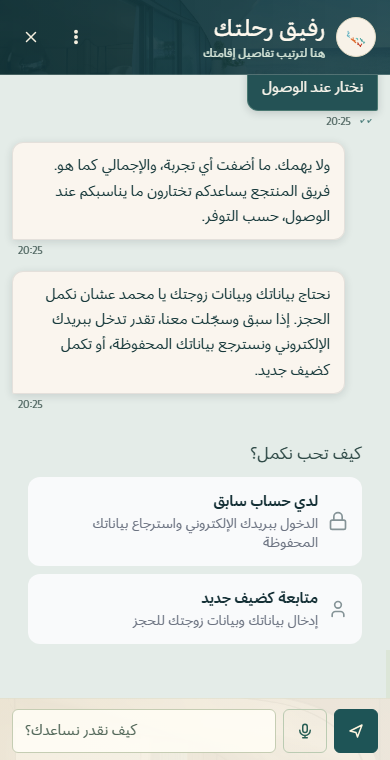 رفيق رحلتك
هنا لترتيب تفاصيل إقامتك
نختار عند الوصول
20:25
ولا يهمك. ما أضفت أي تجربة، والإجمالي كما هو.
فريق المنتجع يساعدكم تختارون ما يناسبكم عند
الوصول، حسب التوفر.
20:25
نحتاج بياناتك وبيانات زوجتك يا محمد عشان نكمل
الحجز. إذا سبق وسجّلت معنا، تقدر تدخل ببريدك
الإلكتروني ونسترجع بياناتك المحفوظة، أو تكمل
كضيف جديد.
20:25
كيف تحب نكمل؟
لدي حساب سابق
الدخول ببريدك الإلكتروني واسترجاع بياناتك
المحفوظة
متابعة كضيف جديد
إدخال بياناتك وبيانات زوجتك للحجز
كيف نقدر نساعدك؟